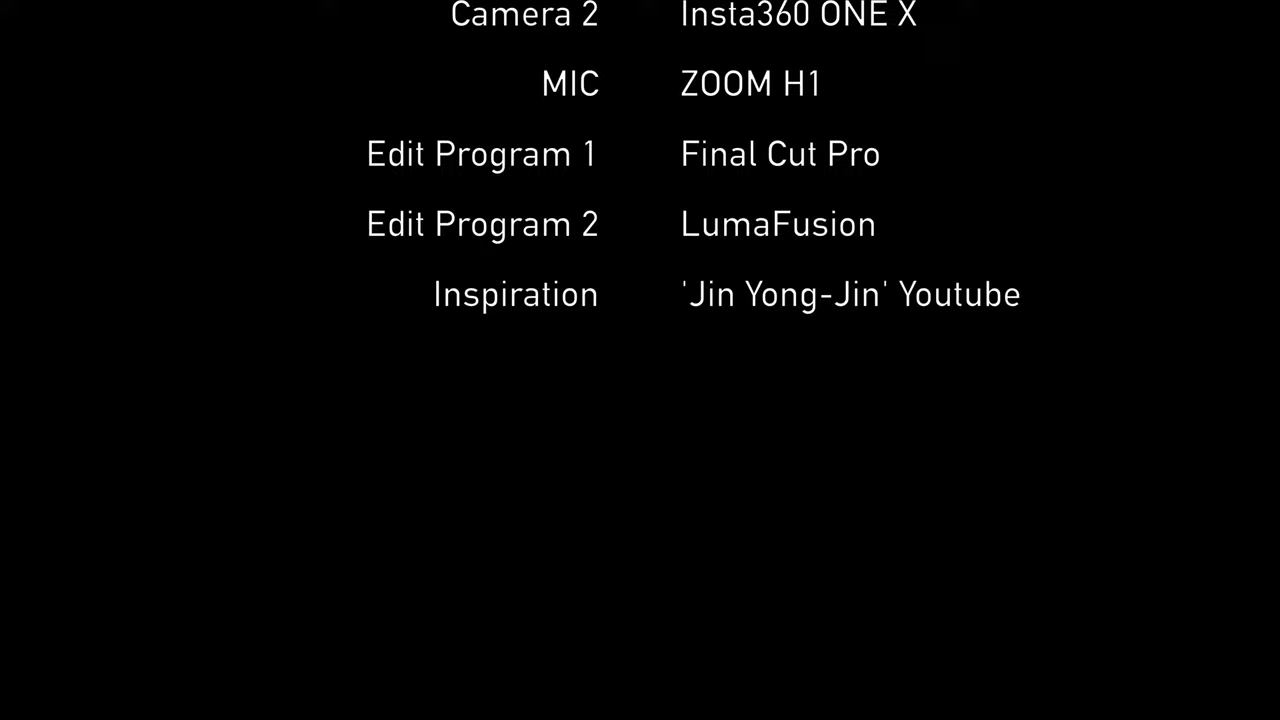 Camera 2 Insta360 ONE X
MIC ZOOM H1
Edit Program 1 Final Cut Pro
Edit Program 2 LumaFusion
Inspiration 'Jin Yong-Jin' Youtube